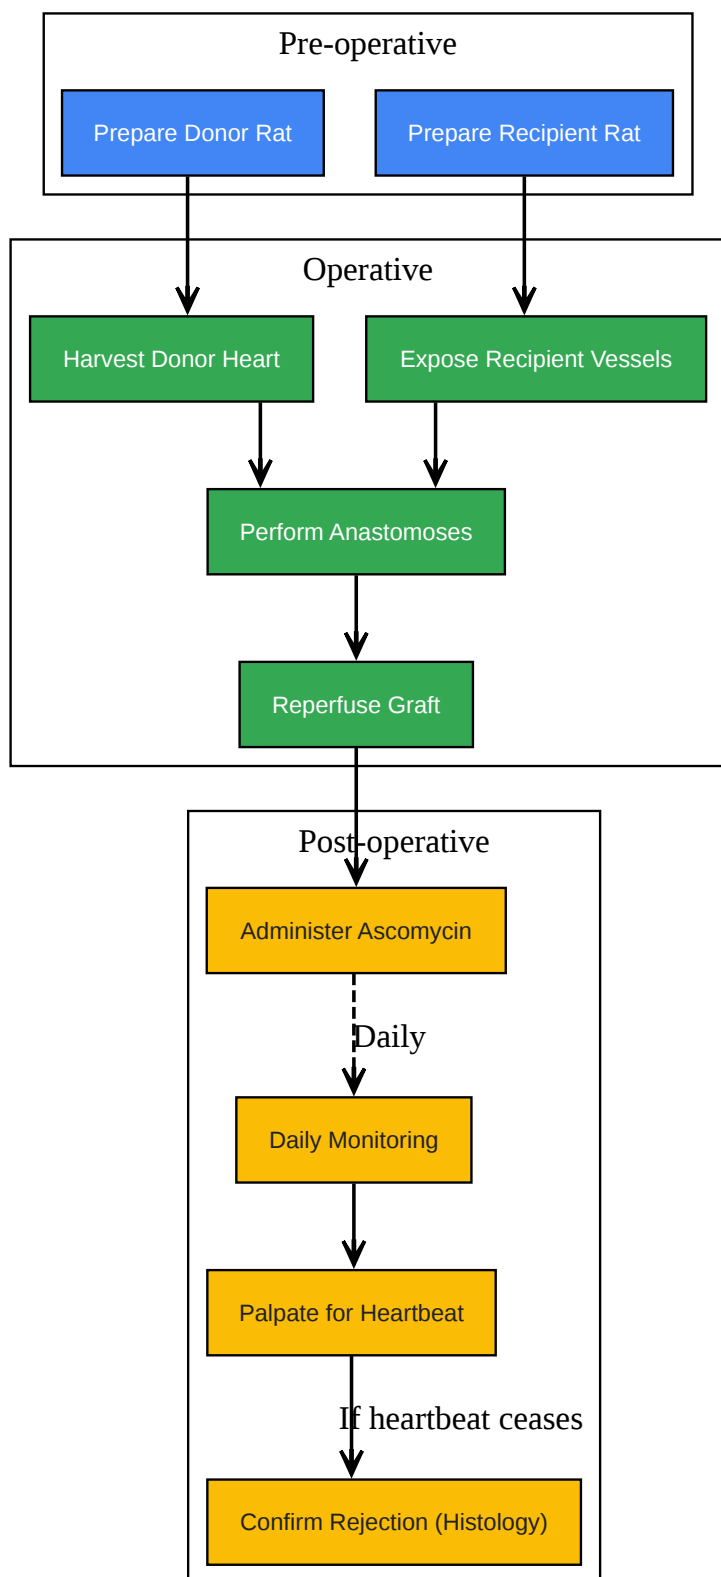 Pre-operative
Prepare Donor Rat
Prepare Recipient Rat
Operative
Harvest Donor Heart
Expose Recipient Vessels
Perform Anastomoses
Reperfuse Graft
Post-operative
Administer Ascomycin
Daily
Daily Monitoring
Palpate for Heartbeat
If heartbeat ceases
Confirm Rejection (Histology)